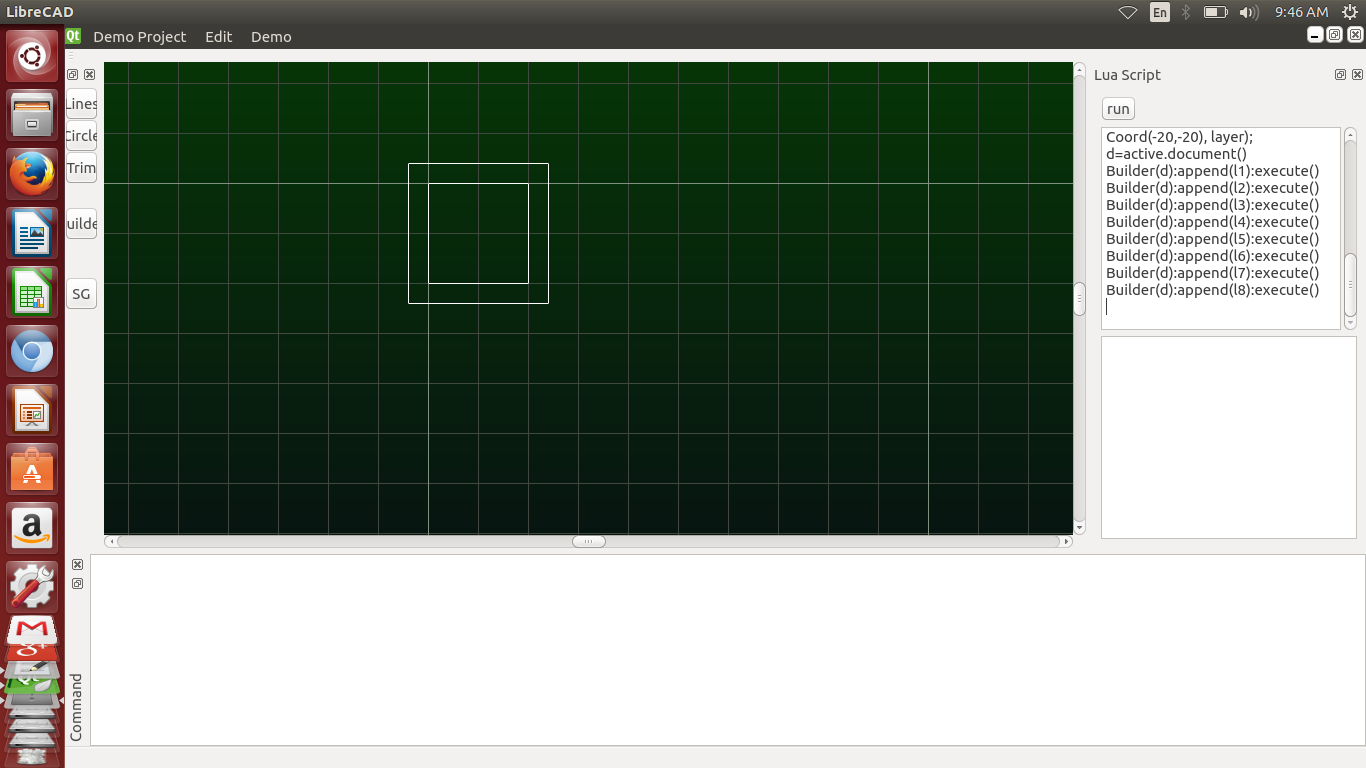 LibreCAD
En
9:46 AM
Qt
Demo Project Edit Demo
Lines
Circle
Trim
uilde
SG
Lua Script
run
Coord(-20,-20), layer);
d=active.document()
Builder(d):append(l1):execute()
Builder(d):append(l2):execute()
Builder(d):append(l3):execute()
Builder(d):append(l4):execute()
Builder(d):append(l5):execute()
Builder(d):append(l6):execute()
Builder(d):append(l7):execute()
Builder(d):append(l8):execute()
Command